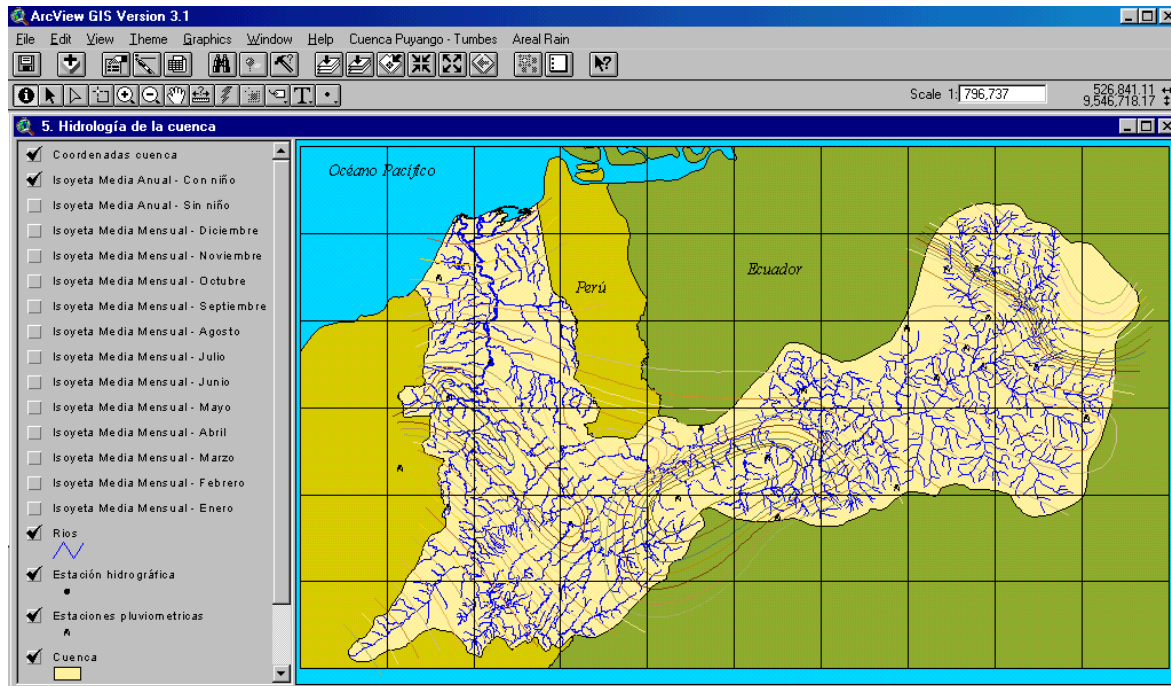 ArcView GIS Version 3.1
File Edit View Theme Graphics Window Help Cuenca Puyango - Tumbes Areal Rain
Scale 1: 796,737
526,841.11
9,546,718.17
5. Hidrología de la cuenca
Coordenadas cuenca
Isoyeta Media Anual - Con niño
Isoyeta Media Anual - Sin niño
Isoyeta Media Mensual - Diciembre
Isoyeta Media Mensual - Noviembre
Isoyeta Media Mensual - Octubre
Isoyeta Media Mensual - Septiembre
Isoyeta Media Mensual - Agosto
Isoyeta Media Mensual - Julio
Isoyeta Media Mensual - Junio
Isoyeta Media Mensual - Mayo
Isoyeta Media Mensual - Abril
Isoyeta Media Mensual - Marzo
Isoyeta Media Mensual - Febrero
Isoyeta Media Mensual - Enero
Rios
Estación hidrográfica
Estaciones pluviometricas
Cuenca
Océano Pacífico
Perú
Ecuador